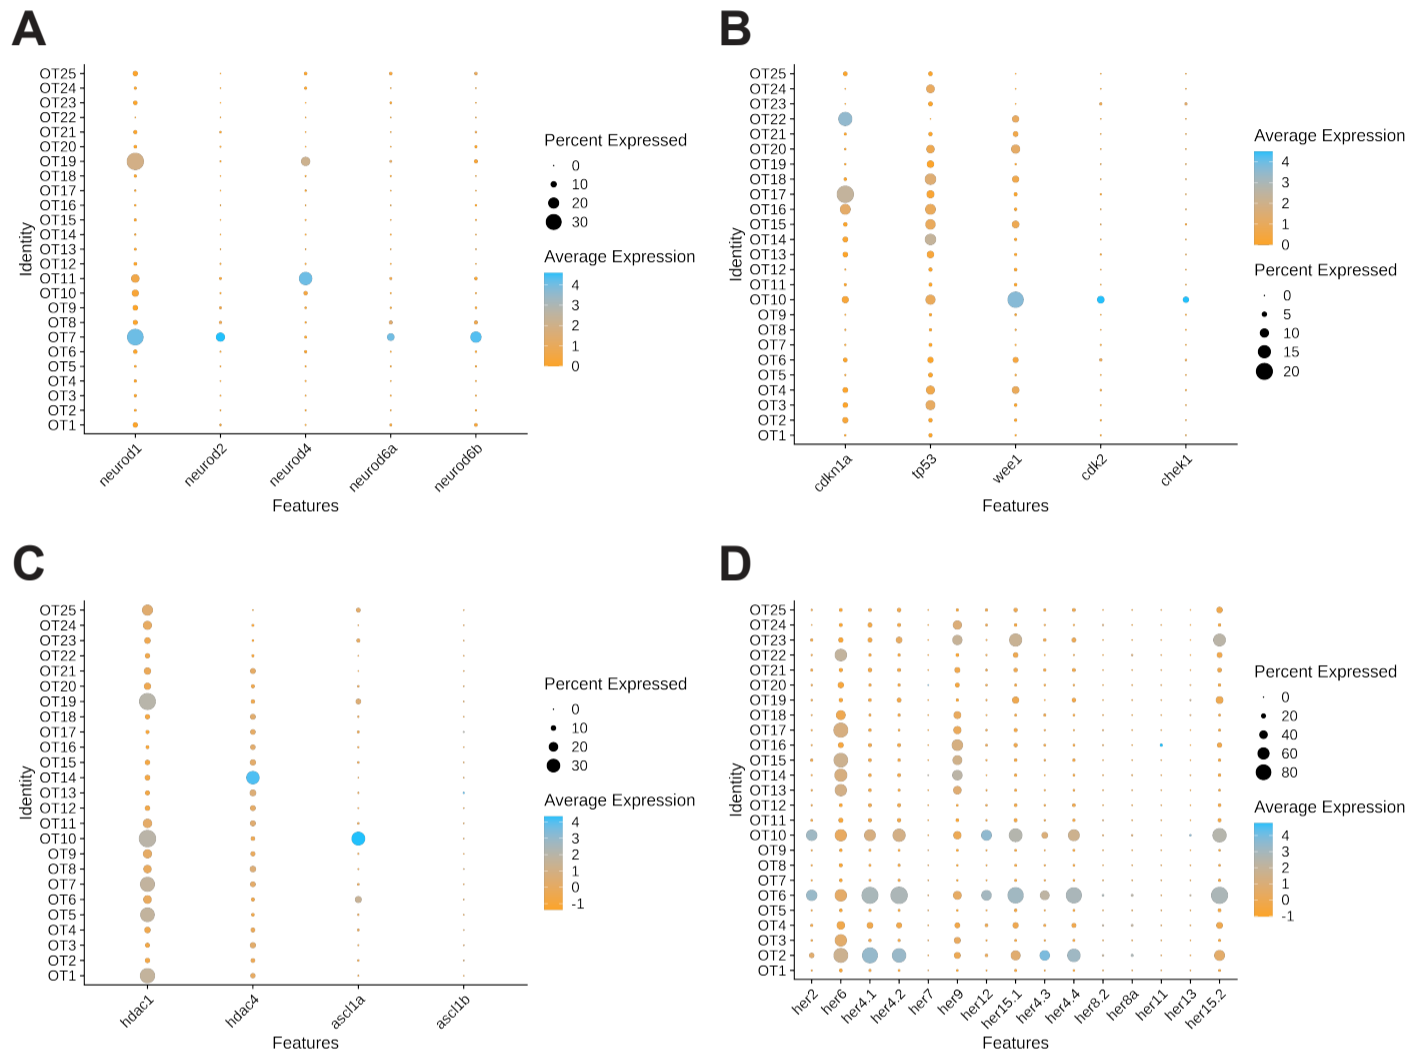 A
OT25
OT24
OT23
OT22
OT21
OT20
OT19
OT18
OT17
OT16
OT15
OT14
OT13
OT12
OT11
OT10
OT9
OT8
OT7
OT6
OT5
OT4
OT3
OT2
OT1
Identity
neurod1
neurod2
neurod4
neurod6a
neurod6b
Features
Percent Expressed
0
10
20
30
Average Expression
4
3
2
1
0
B
OT25
OT24
OT23
OT22
OT21
OT20
OT19
OT18
OT17
OT16
OT15
OT14
OT13
OT12
OT11
OT10
OT9
OT8
OT7
OT6
OT5
OT4
OT3
OT2
OT1
Identity
cdkn1a
tp53
wee1
cdk2
chek1
Features
Average Expression
4
3
2
1
0
Percent Expressed
0
5
10
15
20
C
OT25
OT24
OT23
OT22
OT21
OT20
OT19
OT18
OT17
OT16
OT15
OT14
OT13
OT12
OT11
OT10
OT9
OT8
OT7
OT6
OT5
OT4
OT3
OT2
OT1
Identity
hdac1
hdac4
ascl1a
ascl1b
Features
Percent Expressed
0
10
20
30
Average Expression
4
3
2
1
0
-1
D
OT25
OT24
OT23
OT22
OT21
OT20
OT19
OT18
OT17
OT16
OT15
OT14
OT13
OT12
OT11
OT10
OT9
OT8
OT7
OT6
OT5
OT4
OT3
OT2
OT1
Identity
her2
her6
her4.1
her4.2
her7
her9
her12
her15.1
her4.3
her4.4
her8.2
her8a
her11
her13
her15.2
Features
Percent Expressed
0
20
40
60
80
Average Expression
4
3
2
1
0
-1